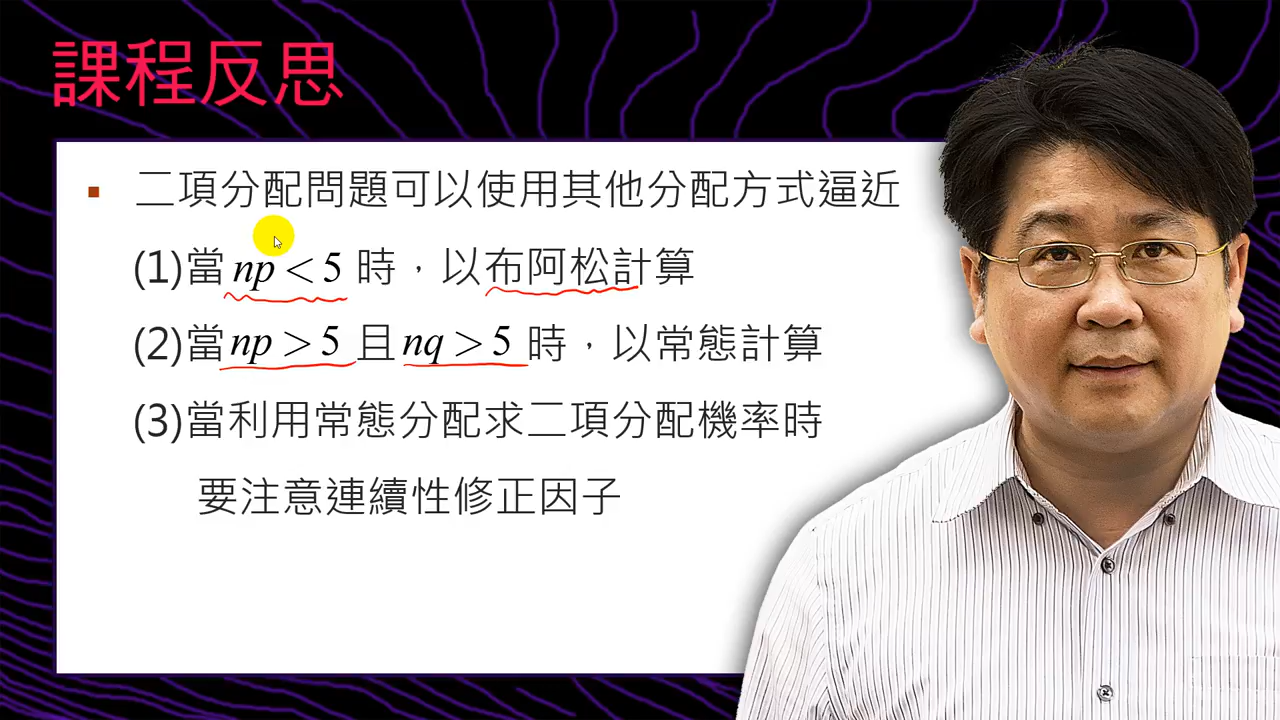 課程反思
二項分配問題可以使用其他分配方式逼近
(1)當 np < 5 時，以布阿松計算
(2)當 np > 5 且 nq > 5 時，以常態計算
(3)當利用常態分配求二項分配機率時
要注意連續性修正因子